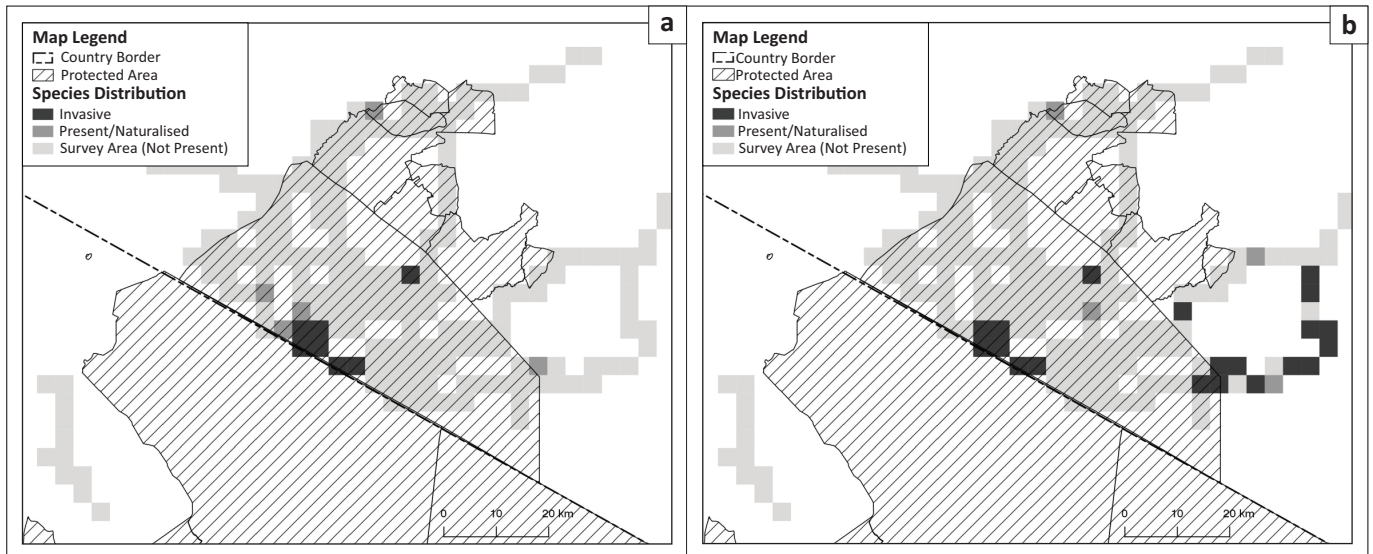 a
Map Legend
Country Border
Protected Area
Species Distribution
Invasive
Present/Naturalised
Survey Area (Not Present)
0 10 20 km
b
Map Legend
Country Border
Protected Area
Species Distribution
Invasive
Present/Naturalised
Survey Area (Not Present)
0 10 20 km